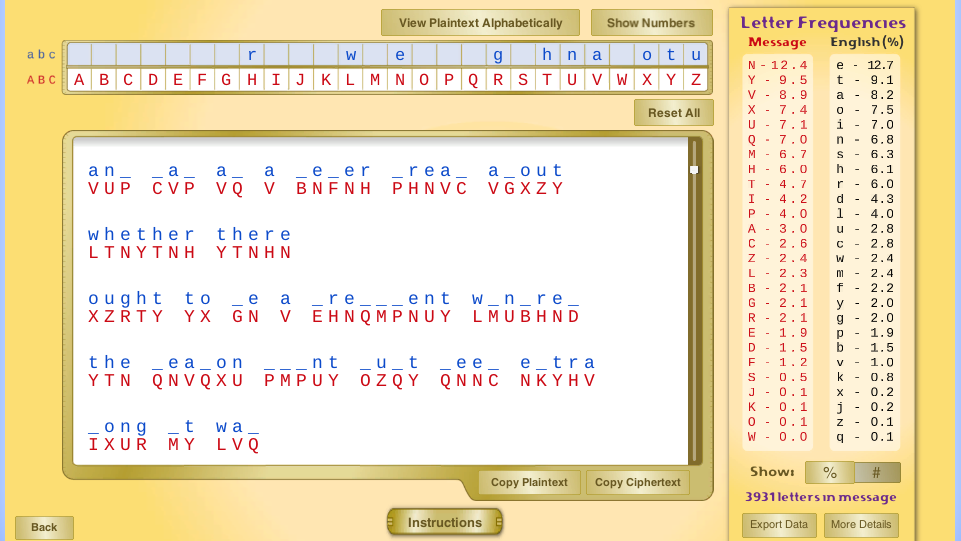 View Plaintext Alphabetically Show Numbers
abc r w e g h n a o t u
ABC A B C D E F G H I J K L M N O P Q R S T U V W X Y Z
Reset All
an_ _a_ a_ a _e_er _rea_ a_out
VUP CVP VQ V BNFNH PHNVC VGXZY
whether there
LTNYTNH YTNHN
ought to _e a _re___ent w_n_re_
XZRTY YX GN V EHNQMPNUY LMUBHND
the _ea_on ___nt _u_t _ee_ e_tra
YTN QNVQXU PMPUY OZQY QNNC NKYHV
_ong _t wa_
IXUR MY LVQ
Copy Plaintext Copy Ciphertext
Back
Instructions
Letter Frequencies
Message English (%)
N - 12.4 e - 12.7
Y - 9.5 t - 9.1
V - 8.9 a - 8.2
X - 7.4 o - 7.5
U - 7.1 i - 7.0
Q - 7.0 n - 6.8
M - 6.7 s - 6.3
H - 6.0 h - 6.1
T - 4.7 r - 6.0
I - 4.2 d - 4.3
P - 4.0 l - 4.0
A - 3.0 u - 2.8
C - 2.6 c - 2.8
Z - 2.4 w - 2.4
L - 2.3 m - 2.4
B - 2.1 f - 2.2
G - 2.1 y - 2.0
R - 2.1 g - 2.0
E - 1.9 p - 1.9
D - 1.5 b - 1.5
F - 1.2 v - 1.0
S - 0.5 k - 0.8
J - 0.1 x - 0.2
K - 0.1 j - 0.2
O - 0.1 z - 0.1
W - 0.0 q - 0.1
Show: % #
3931 letters in message
Export Data More Details